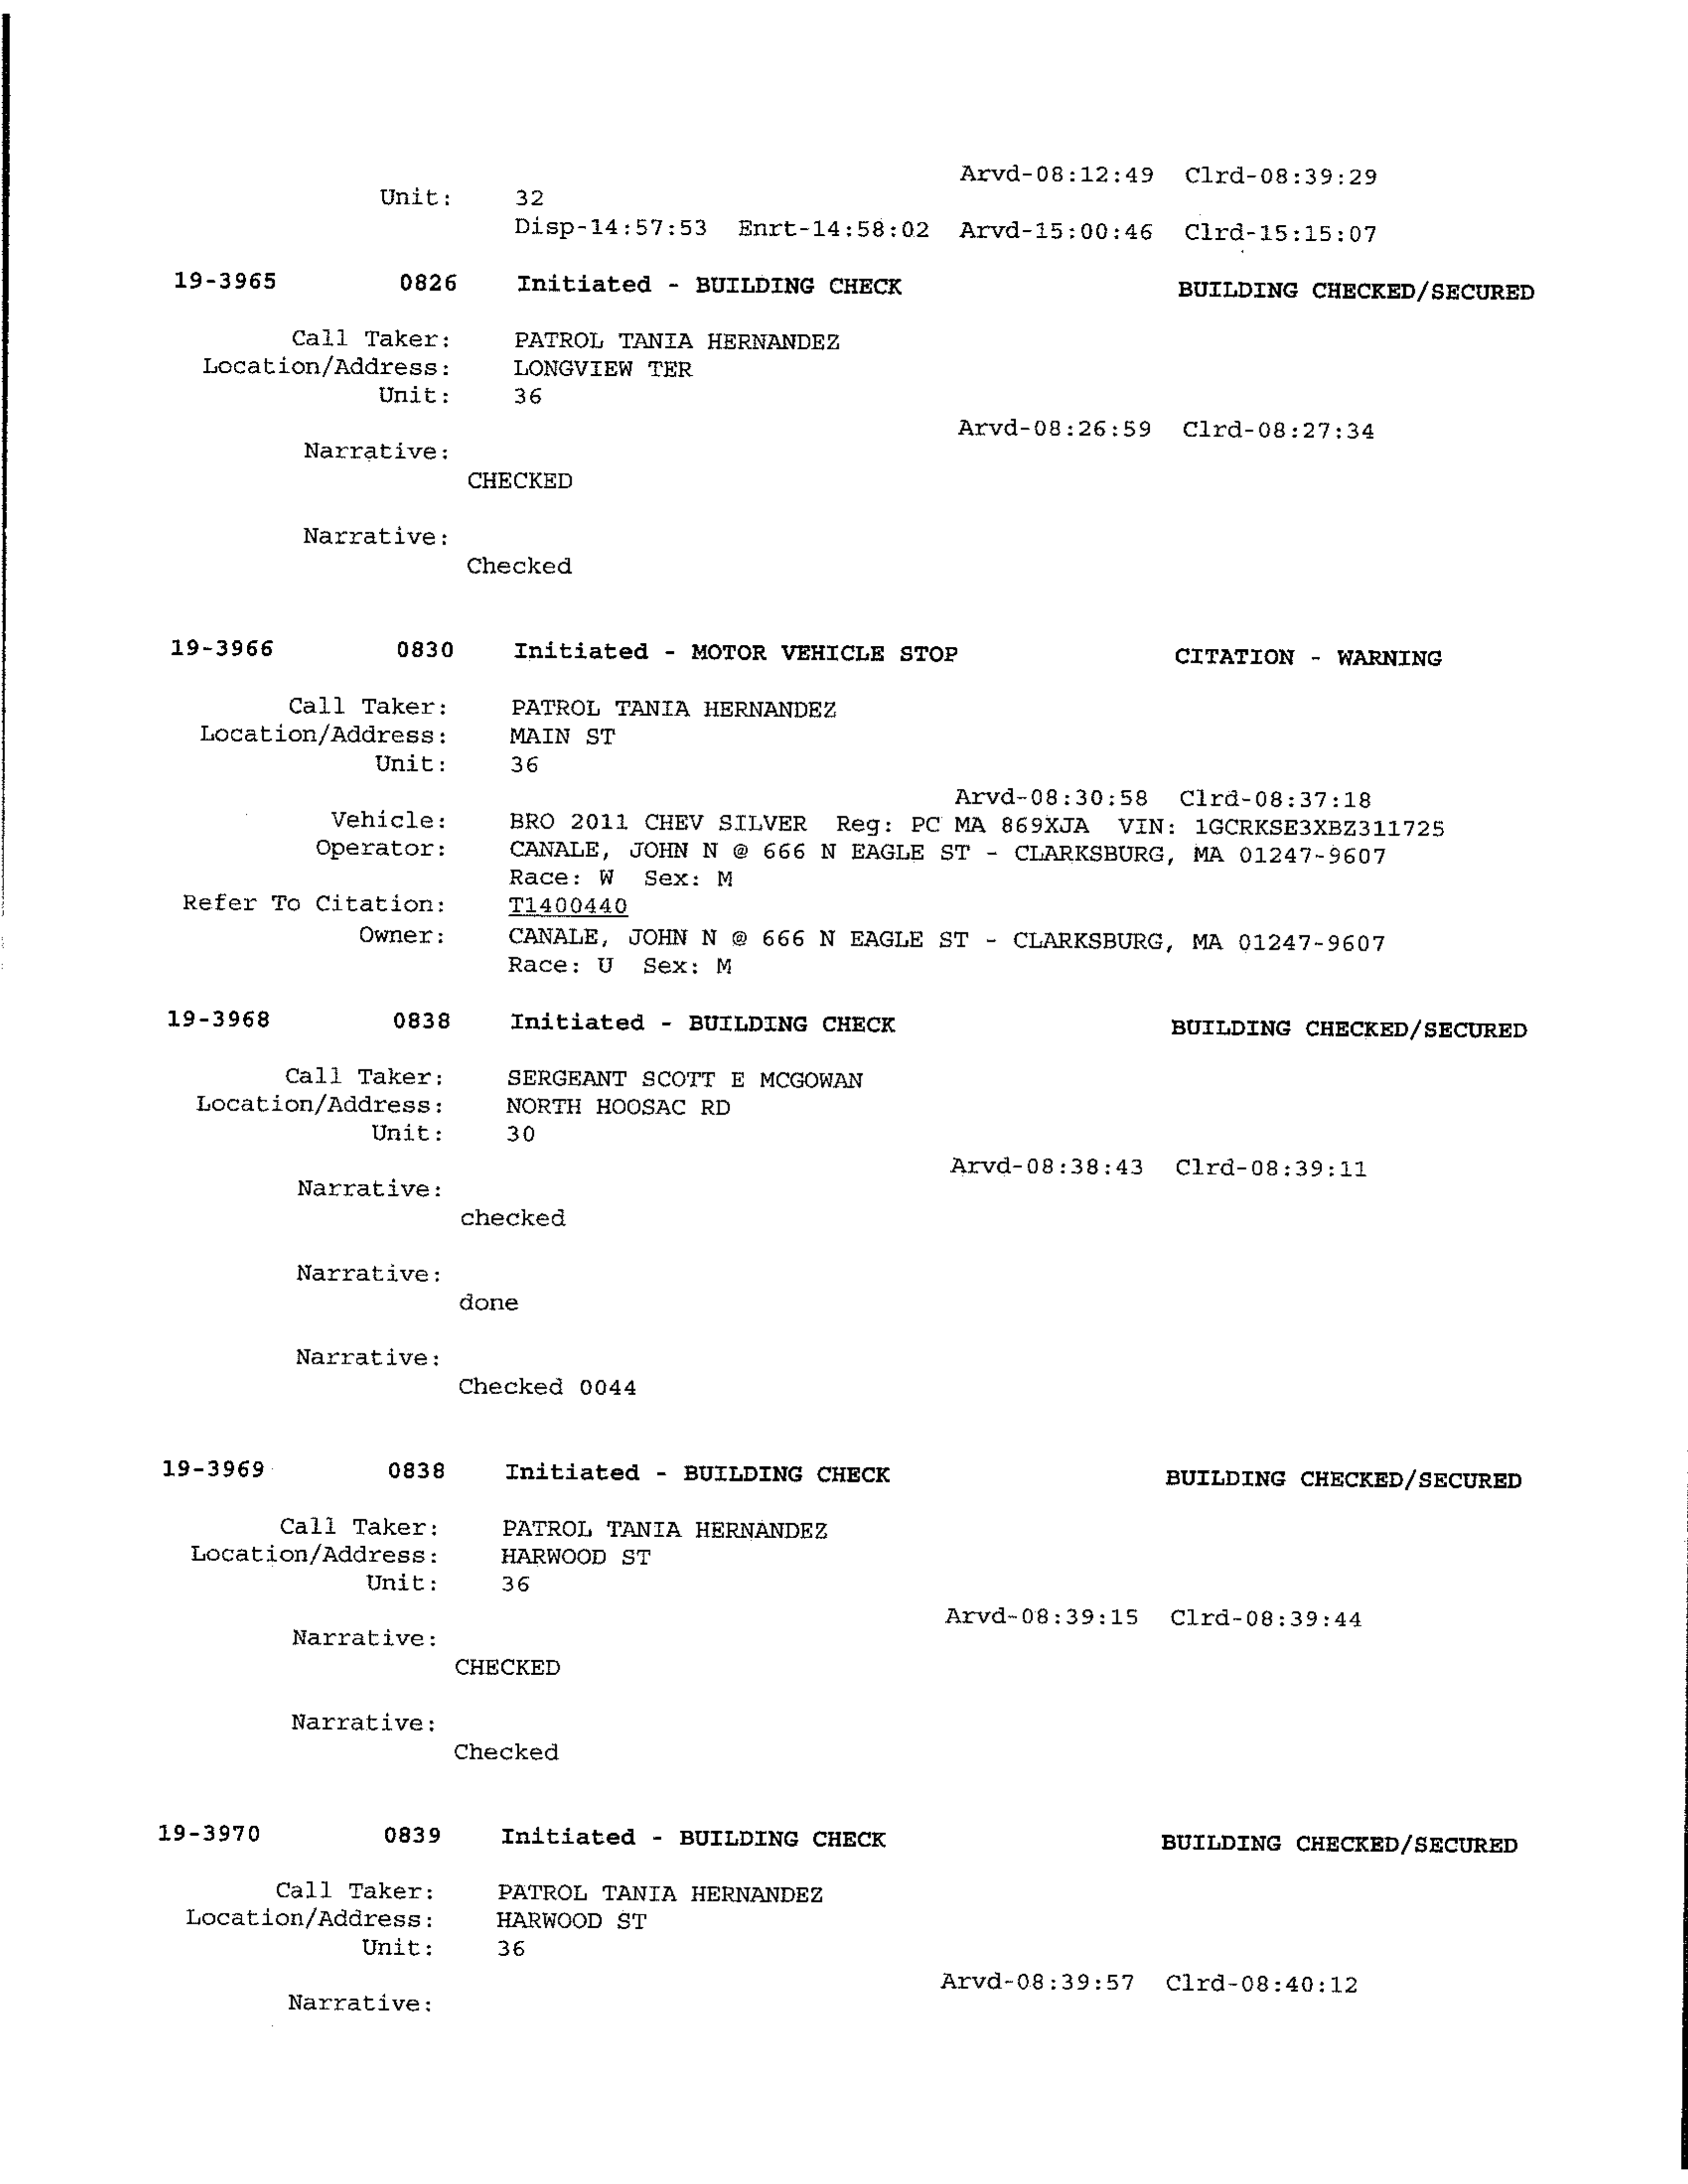 Arvd-08:12:49 Clrd-08:39:29
Unit: 32
Disp-14:57:53 Enrt-14:58:02 Arvd-15:00:46 Clrd-15:15:07
19-3965 0826 Initiated - BUILDING CHECK BUILDING CHECKED/SECURED
Call Taker: PATROL TANIA HERNANDEZ
Location/Address: LONGVIEW TER
Unit: 36
Arvd-08:26:59 Clrd-08:27:34
Narrative:
CHECKED
Narrative:
Checked
19-3966 0830 Initiated - MOTOR VEHICLE STOP CITATION - WARNING
Call Taker: PATROL TANIA HERNANDEZ
Location/Address: MAIN ST
Unit: 36
Arvd-08:30:58 Clrd-08:37:18
Vehicle: BRO 2011 CHEV SILVER Reg: PC MA 869XJA VIN: 1GCRKSE3XBZ311725
Operator: CANALE, JOHN N @ 666 N EAGLE ST - CLARKSBURG, MA 01247-9607
Race: W Sex: M
Refer To Citation: T1400440
Owner: CANALE, JOHN N @ 666 N EAGLE ST - CLARKSBURG, MA 01247-9607
Race: U Sex: M
19-3968 0838 Initiated - BUILDING CHECK BUILDING CHECKED/SECURED
Call Taker: SERGEANT SCOTT E MCGOWAN
Location/Address: NORTH HOOSAC RD
Unit: 30
Arvd-08:38:43 Clrd-08:39:11
Narrative:
checked
Narrative:
done
Narrative:
Checked 0044
19-3969 0838 Initiated - BUILDING CHECK BUILDING CHECKED/SECURED
Call Taker: PATROL TANIA HERNANDEZ
Location/Address: HARWOOD ST
Unit: 36
Arvd-08:39:15 Clrd-08:39:44
Narrative:
CHECKED
Narrative:
Checked
19-3970 0839 Initiated - BUILDING CHECK BUILDING CHECKED/SECURED
Call Taker: PATROL TANIA HERNANDEZ
Location/Address: HARWOOD ST
Unit: 36
Arvd-08:39:57 Clrd-08:40:12
Narrative: